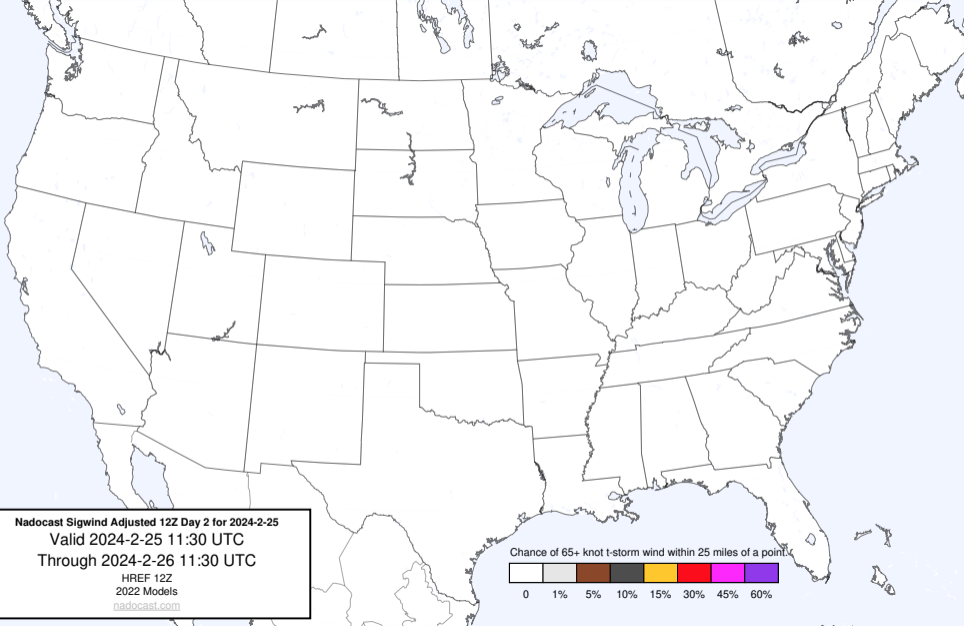 Nadocast Sigwind Adjusted 12Z Day 2 for 2024-2-25
Valid 2024-2-25 11:30 UTC
Through 2024-2-26 11:30 UTC
HREF 12Z
2022 Models
nadocast.com
Chance of 65+ knot t-storm wind within 25 miles of a point.
0 1% 5% 10% 15% 30% 45% 60%